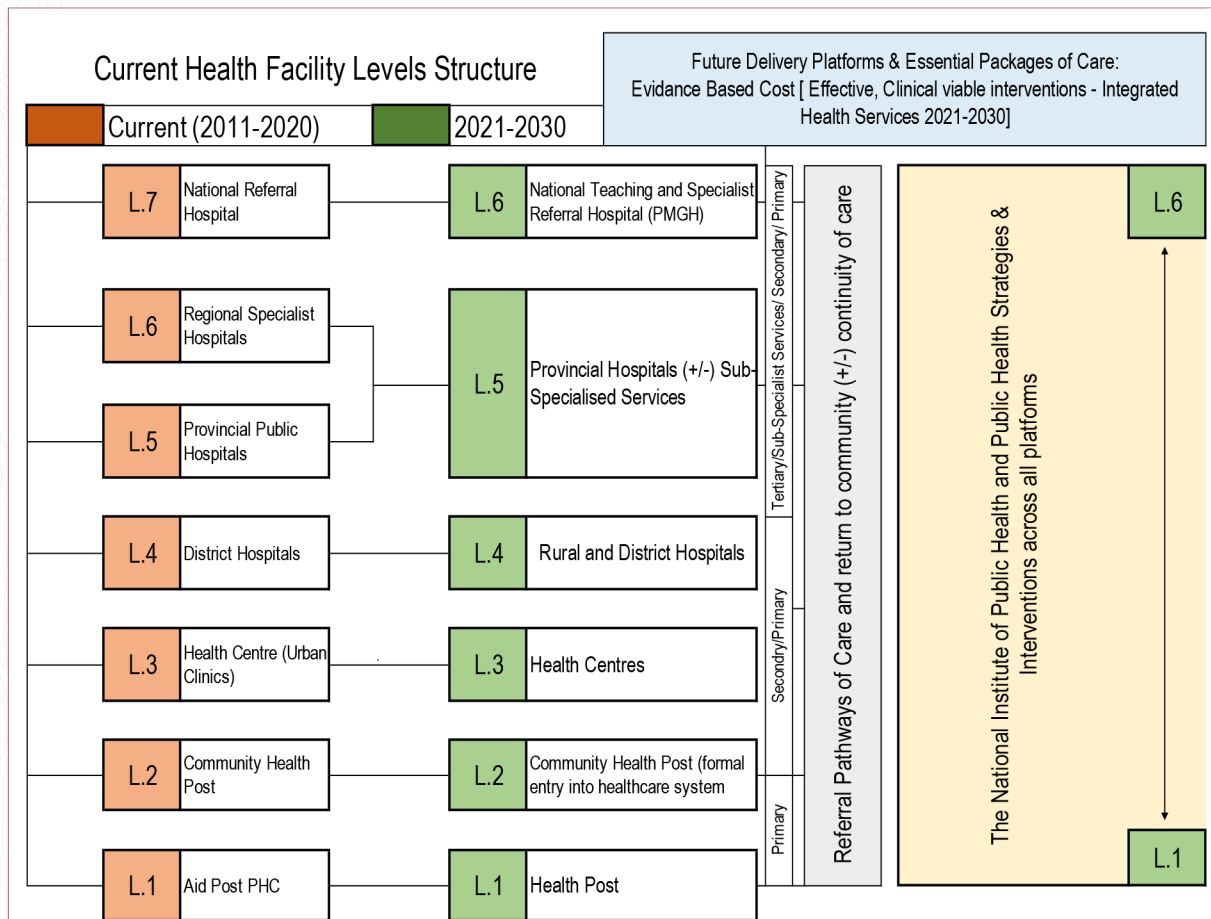 Current Health Facility Levels Structure
Future Delivery Platforms & Essential Packages of Care:
Evidance Based Cost [ Effective, Clinical viable interventions - Integrated
Health Services 2021-2030]
Current (2011-2020)
2021-2030
L.7
National Referral
Hospital
L.6
National Teaching and Specialist
Referral Hospital (PMGH)
L.6
Regional Specialist
Hospitals
L.5
Provincial Public
Hospitals
L.5
Provincial Hospitals (+/-) Sub-
Specialised Services
L.4
District Hospitals
L.4
Rural and District Hospitals
L.3
Health Centre (Urban
Clinics)
L.3
Health Centres
L.2
Community Health
Post
L.2
Community Health Post (formal
entry into healthcare system
L.1
Aid Post PHC
L.1
Health Post
Tertiary/Sub-Specialist Services/ Secondary/ Primary
Secondry/Primary
Primary
Referral Pathways of Care and return to community (+/-) continuity of care
The National Institute of Public Health and Public Health Strategies &
Interventions across all platforms
L.6
L.1